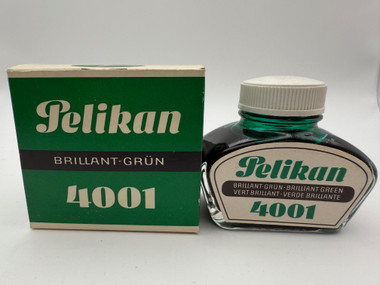 Pelikan
BRILLANT-GRÜN
4001
Pelikan
BRILLANT-GRÜN·BRILLIANT GREEN
VERT BRILLANT·VERDE BRILLANTE
4001